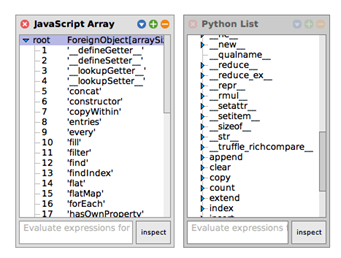 JavaScript Array
root ForeignObject[arraySi
1 '__defineGetter__'
2 '__defineSetter__'
3 '__lookupGetter__'
4 '__lookupSetter__'
5 'concat'
6 'constructor'
7 'copyWithin'
8 'entries'
9 'every'
10 'fill'
11 'filter'
12 'find'
13 'findIndex'
14 'flat'
15 'flatMap'
16 'forEach'
17 'hasOwnProperty'
Evaluate expressions for
inspect
Python List
__new__
__qualname__
__reduce__
__reduce_ex__
__repr__
__rmul__
__setattr__
__setitem__
__sizeof__
__str__
__truffle_richcompare__
append
clear
copy
count
extend
index
Evaluate expressions f
inspect